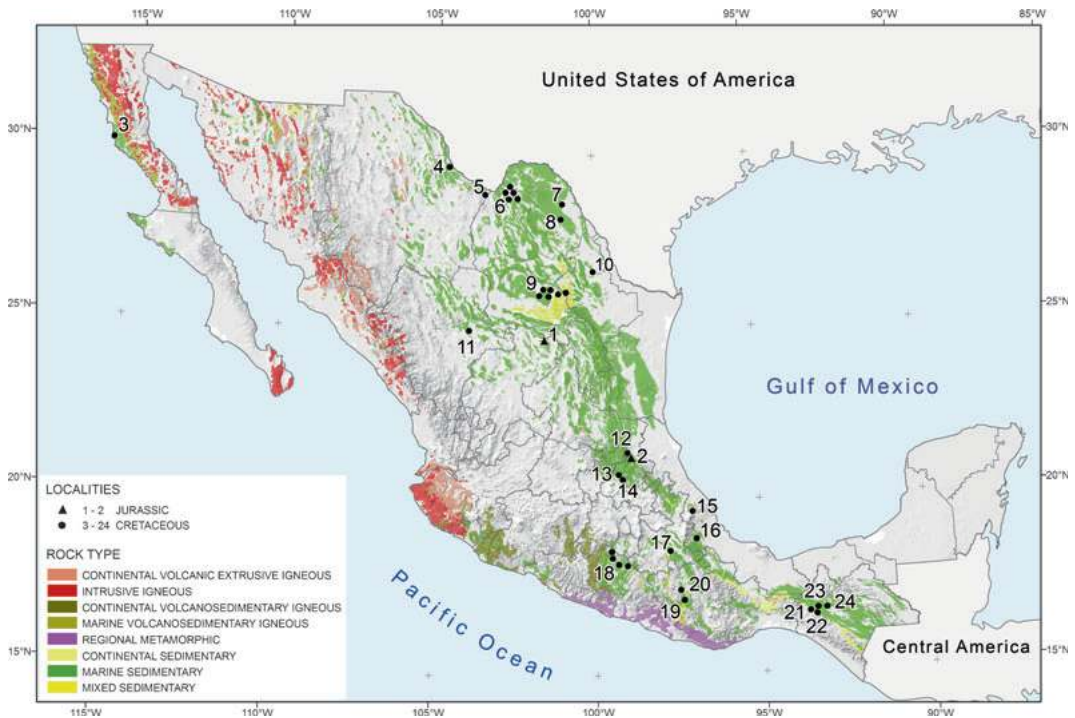 115°W 110°W 105°W 100°W 95°W 90°W 85°W
United States of America
30°N 3 30°N
4
5 7
6
8
10
9
25°N 25°N
1
11
Gulf of Mexico
12
2
13
14
20°N 20°N
LOCALITIES
1 - 2 JURASSIC
3 - 24 CRETACEOUS
15
16
17
18
20
19
23
24
21
22
Pacific Ocean
Central America
ROCK TYPE
CONTINENTAL VOLCANIC EXTRUSIVE IGNEOUS
INTRUSIVE IGNEOUS
CONTINENTAL VOLCANOSEDIMENTARY IGNEOUS
MARINE VOLCANOSEDIMENTARY IGNEOUS
REGIONAL METAMORPHIC
CONTINENTAL SEDIMENTARY
MARINE SEDIMENTARY
MIXED SEDIMENTARY
15°N 15°N
115°W 110°W 105°W 100°W 95°W 90°W